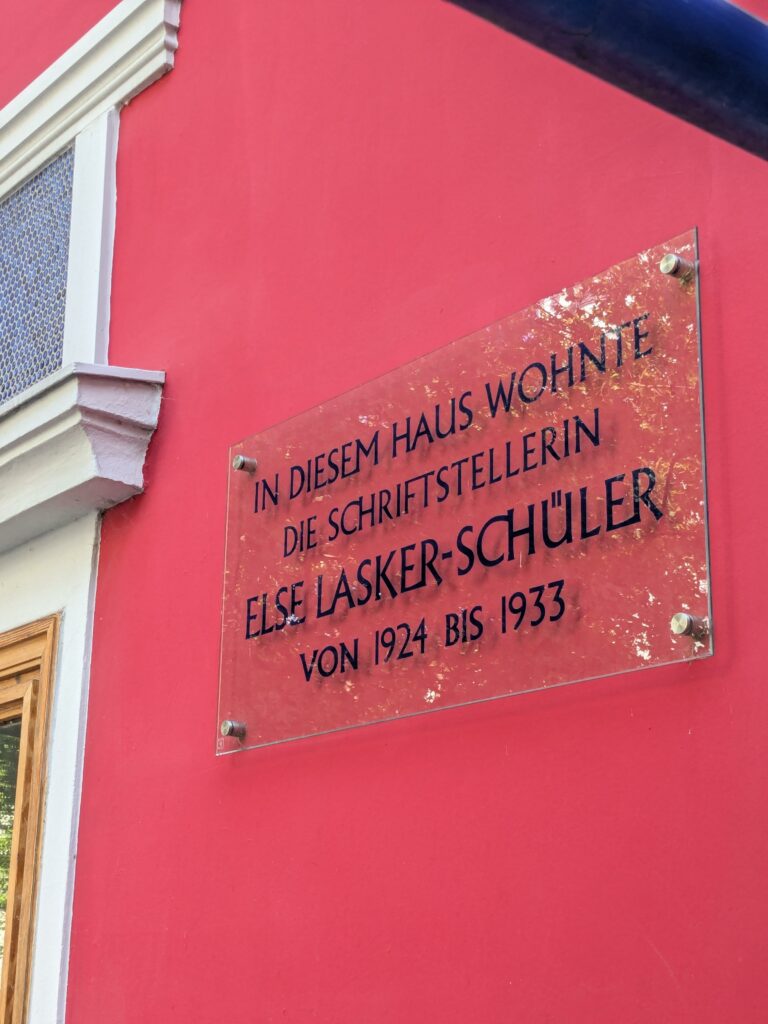 IN DIESEM HAUS WOHNTE
DIE SCHRIFTSTELLERIN
ELSE LASKER-SCHÜLER
VON 1924 BIS 1933